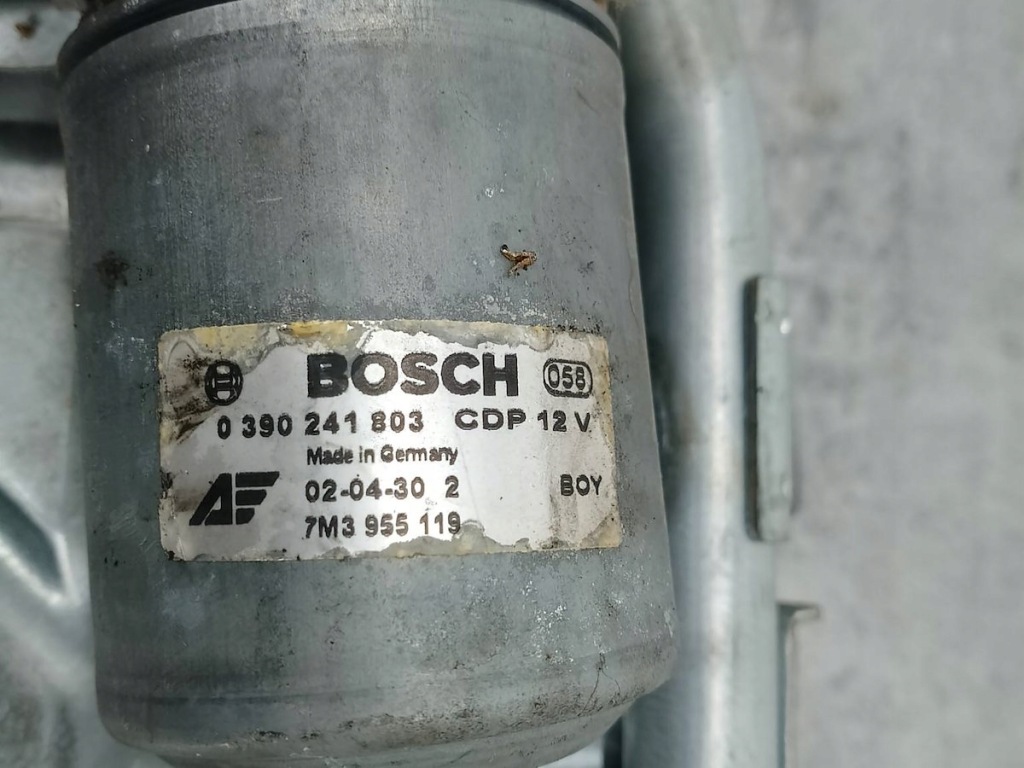 BOSCH 058
0 390 241 803 CDP 12 V
Made in Germany
AF 02-04-30 2 BOY
7M3 955 119